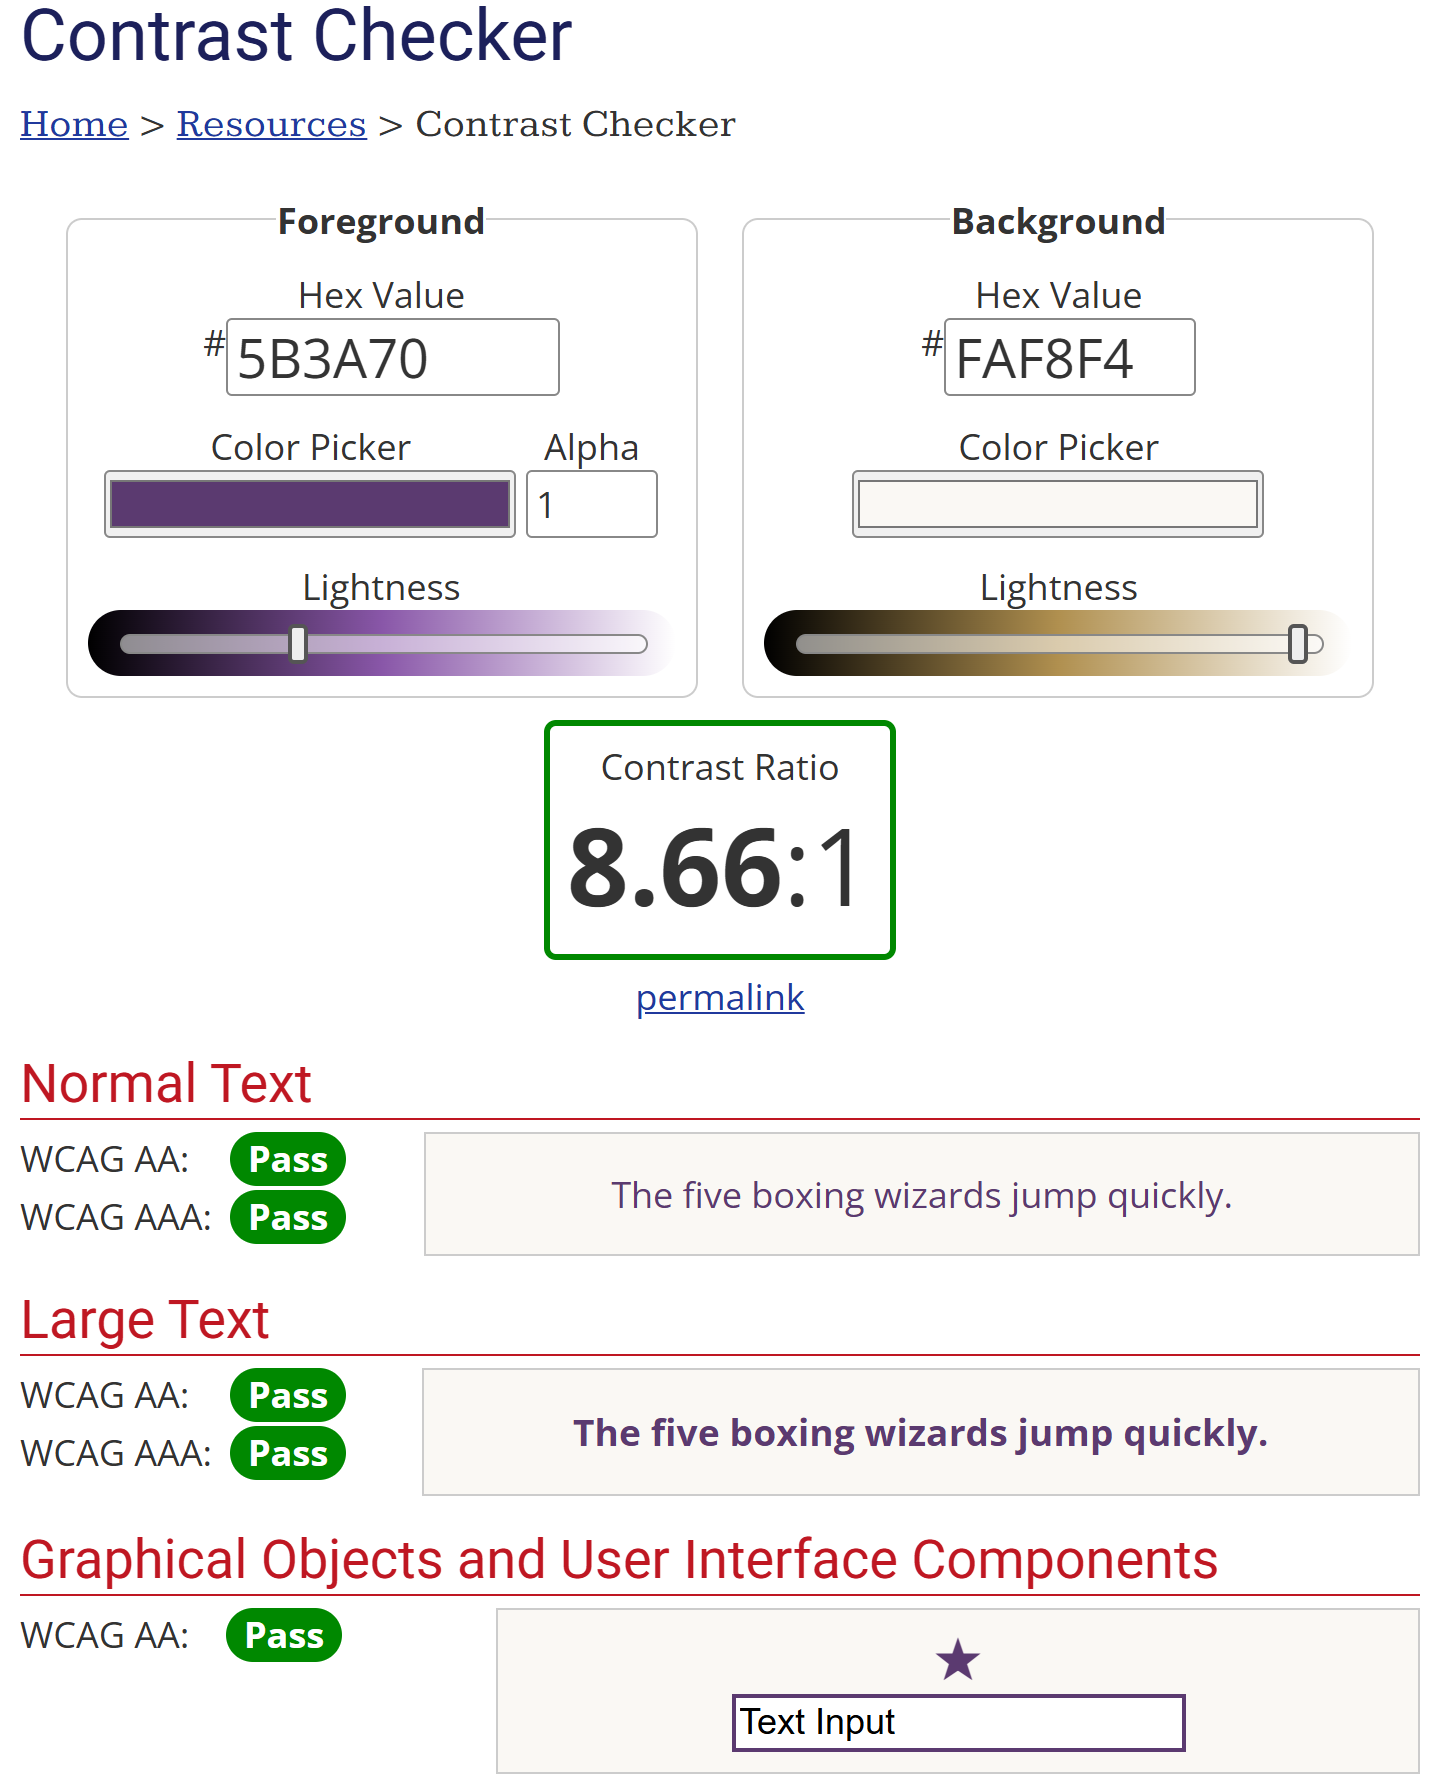 Contrast Checker
Home > Resources > Contrast Checker
Foreground
Hex Value
#5B3A70
Color Picker Alpha
1
Lightness
Background
Hex Value
#FAF8F4
Color Picker
Lightness
Contrast Ratio
8.66:1
permalink
Normal Text
WCAG AA: Pass
WCAG AAA: Pass
The five boxing wizards jump quickly.
Large Text
WCAG AA: Pass
WCAG AAA: Pass
The five boxing wizards jump quickly.
Graphical Objects and User Interface Components
WCAG AA: Pass
Text Input